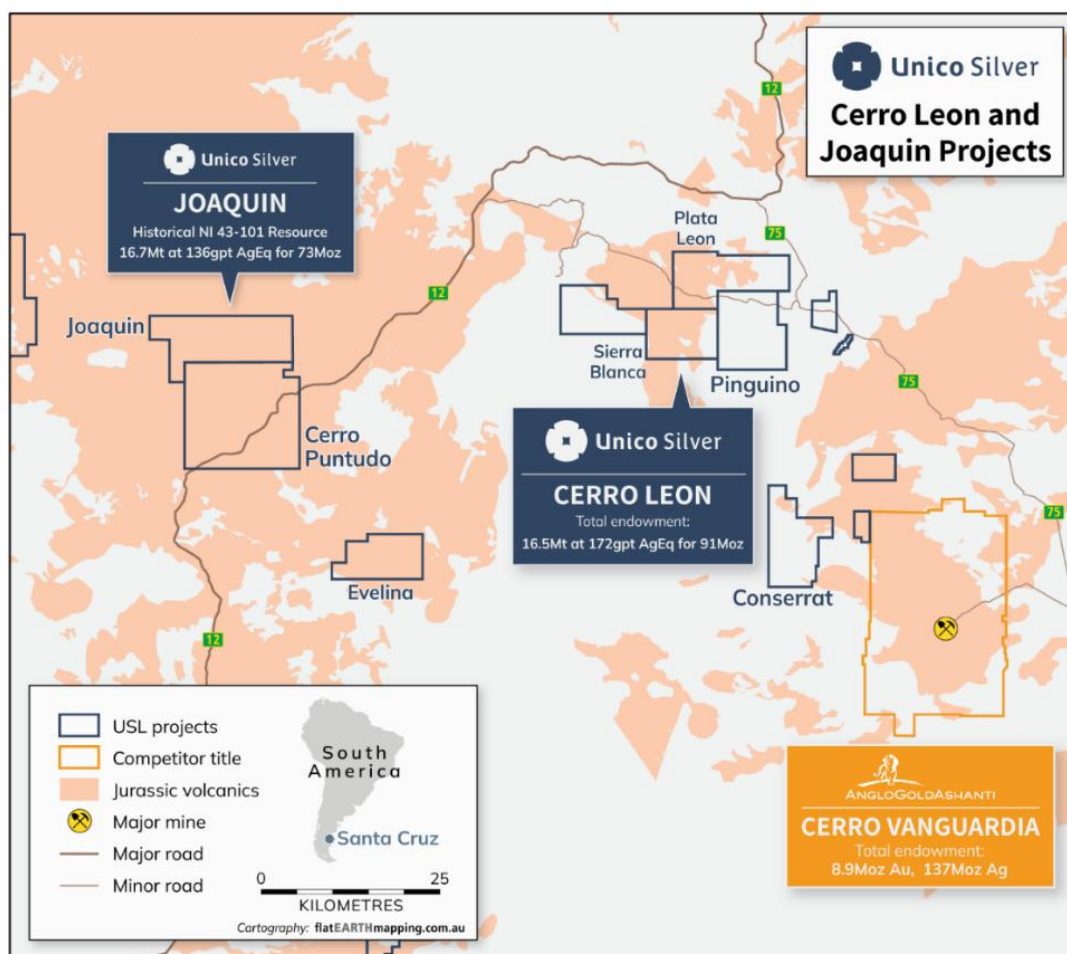 Unico Silver
Cerro Leon and
Joaquin Projects
12
Unico Silver
JOAQUIN
Historical NI 43-101 Resource
16.7Mt at 136gpt AgEq for 73Moz
Plata
Leon
75
12
Joaquin
Sierra
Blanca
Pinguino
75
Cerro
Puntudo
Unico Silver
CERRO LEON
Total endowment:
16.5Mt at 172gpt AgEq for 91Moz
75
Evelina
Conserrat
12
USL projects
Competitor title
Jurassic volcanics
Major mine
Major road
Minor road
South
America
Santa Cruz
0 25
KILOMETRES
Cartography: flatEARTHmapping.com.au
ANGLOGOLDASHANTI
CERRO VANGUARDIA
Total endowment:
8.9Moz Au, 137Moz Ag